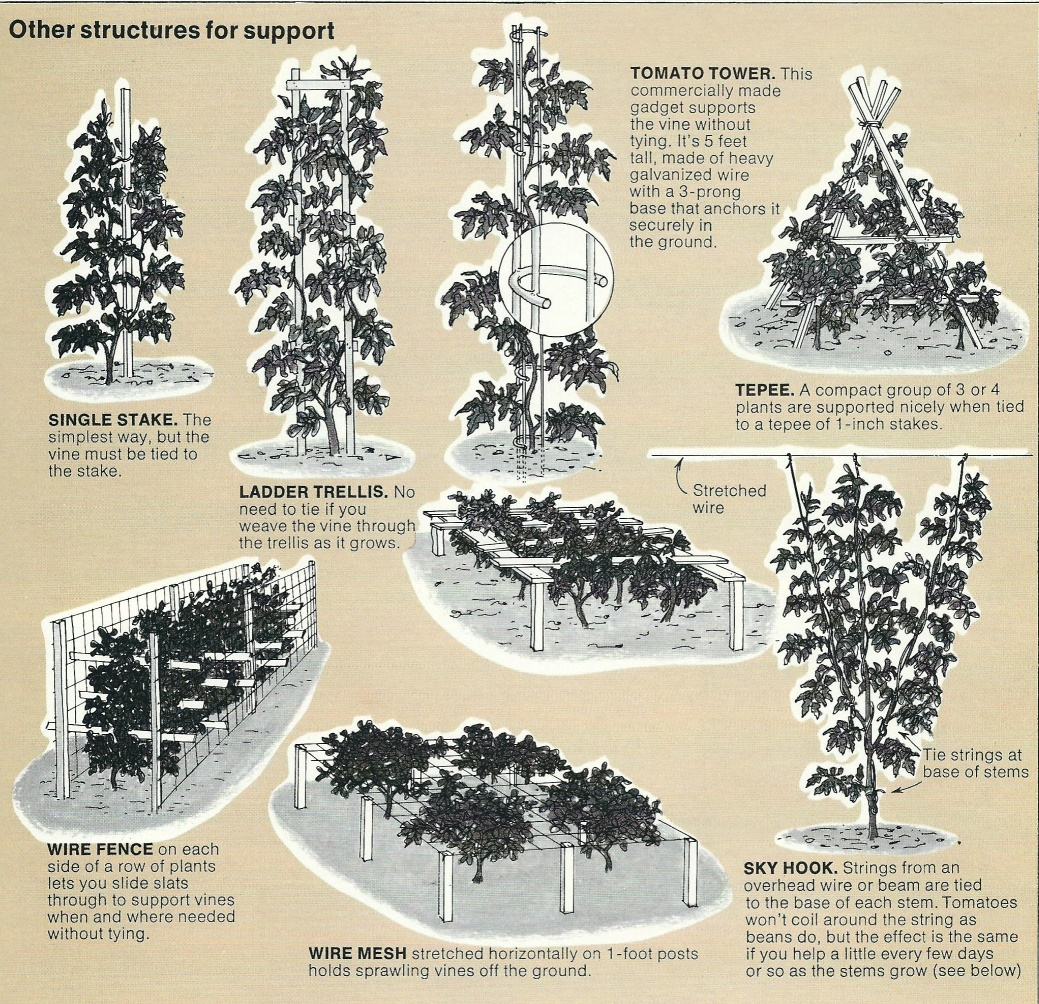 Other structures for support
TOMATO TOWER. This
commercially made
gadget supports
the vine without
tying. It's 5 feet
tall, made of heavy
galvanized wire
with a 3-prong
base that anchors it
securely in
the ground.
SINGLE STAKE. The
simplest way, but the
vine must be tied to
the stake.
LADDER TRELLIS. No
need to tie if you
weave the vine through
the trellis as it grows.
TEPEE. A compact group of 3 or 4
plants are supported nicely when tied
to a tepee of 1-inch stakes.
Stretched
wire
Tie strings at
base of stems
WIRE FENCE on each
side of a row of plants
lets you slide slats
through to support vines
when and where needed
without tying.
WIRE MESH stretched horizontally on 1-foot posts
holds sprawling vines off the ground.
SKY HOOK. Strings from an
overhead wire or beam are tied
to the base of each stem. Tomatoes
won't coil around the string as
beans do, but the effect is the same
if you help a little every few days
or so as the stems grow (see below)